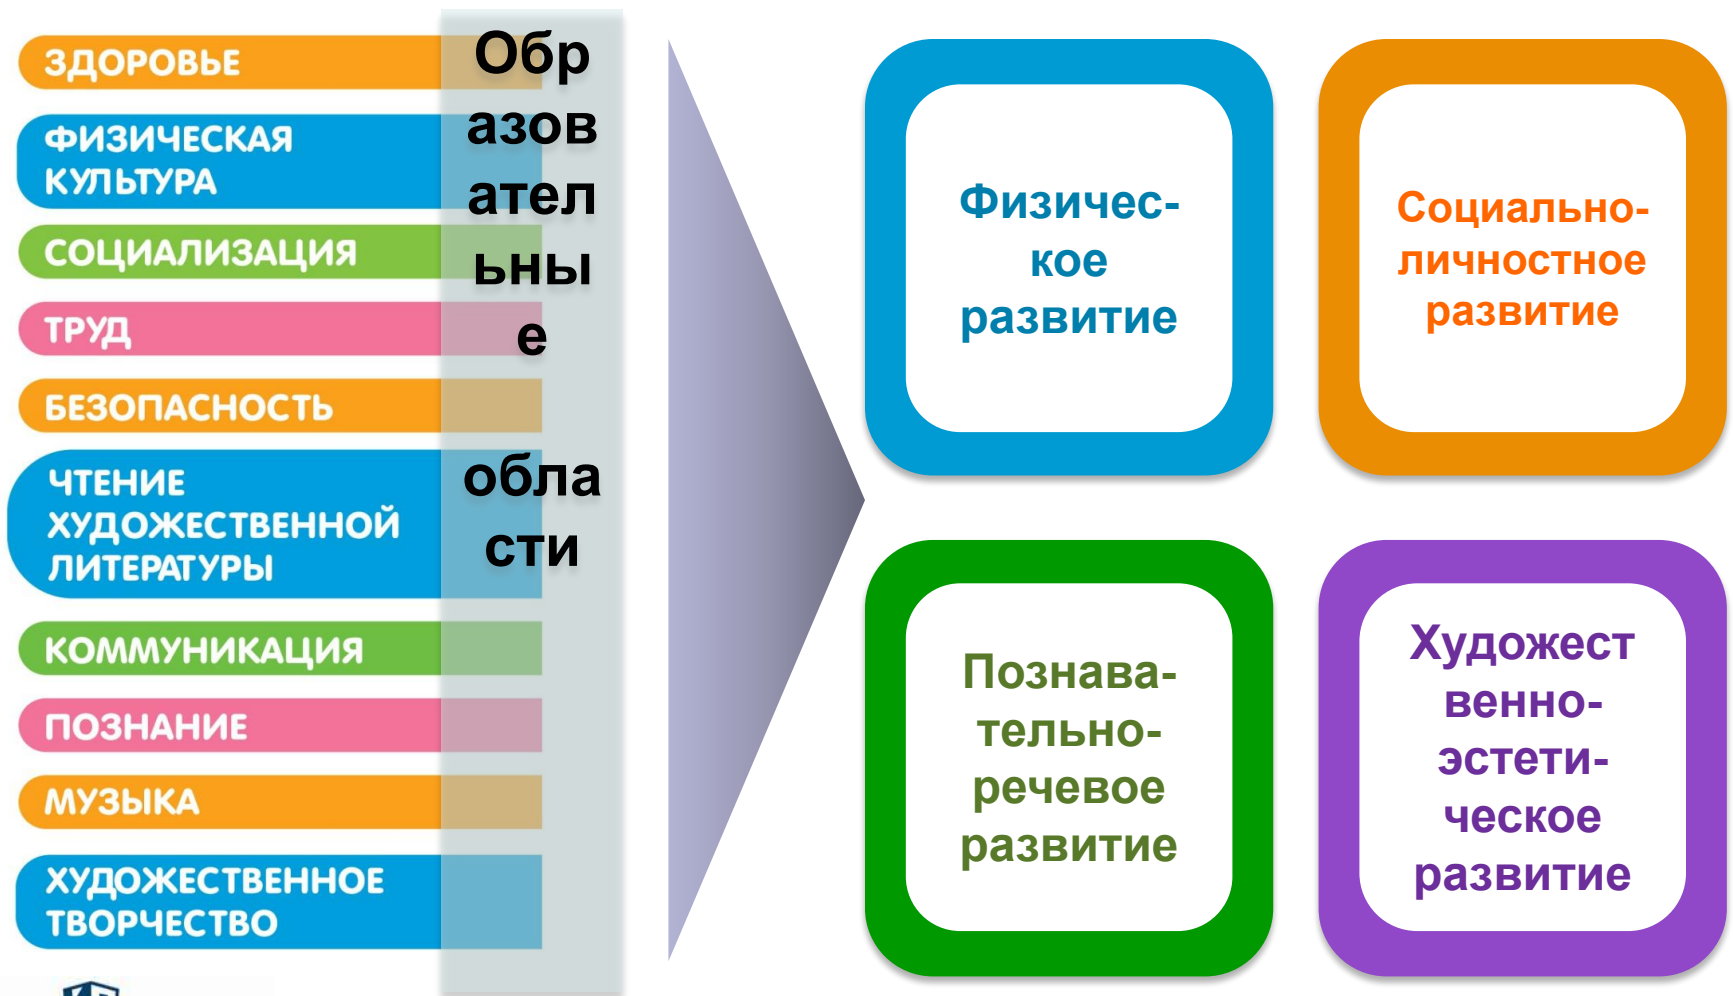 ЗДОРОВЬЕ
ФИЗИЧЕСКАЯ
КУЛЬТУРА
СОЦИАЛИЗАЦИЯ
ТРУД
БЕЗОПАСНОСТЬ
ЧТЕНИЕ
ХУДОЖЕСТВЕННОЙ
ЛИТЕРАТУРЫ
КОММУНИКАЦИЯ
ПОЗНАНИЕ
МУЗЫКА
ХУДОЖЕСТВЕННОЕ
ТВОРЧЕСТВО
Обр
азов
ател
ьны
е
обла
сти
Физичес-
кое
развитие
Социально-
личностное
развитие
Познава-
тельно-
речевое
развитие
Художест
венно-
эстети-
ческое
развитие